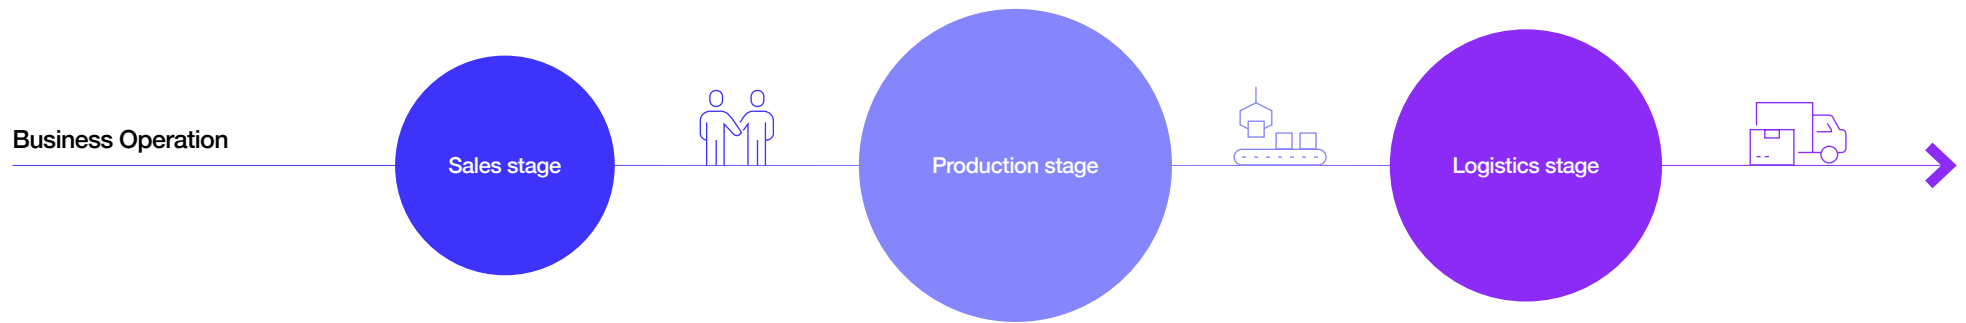 Business Operation
Sales stage
Production stage
Logistics stage